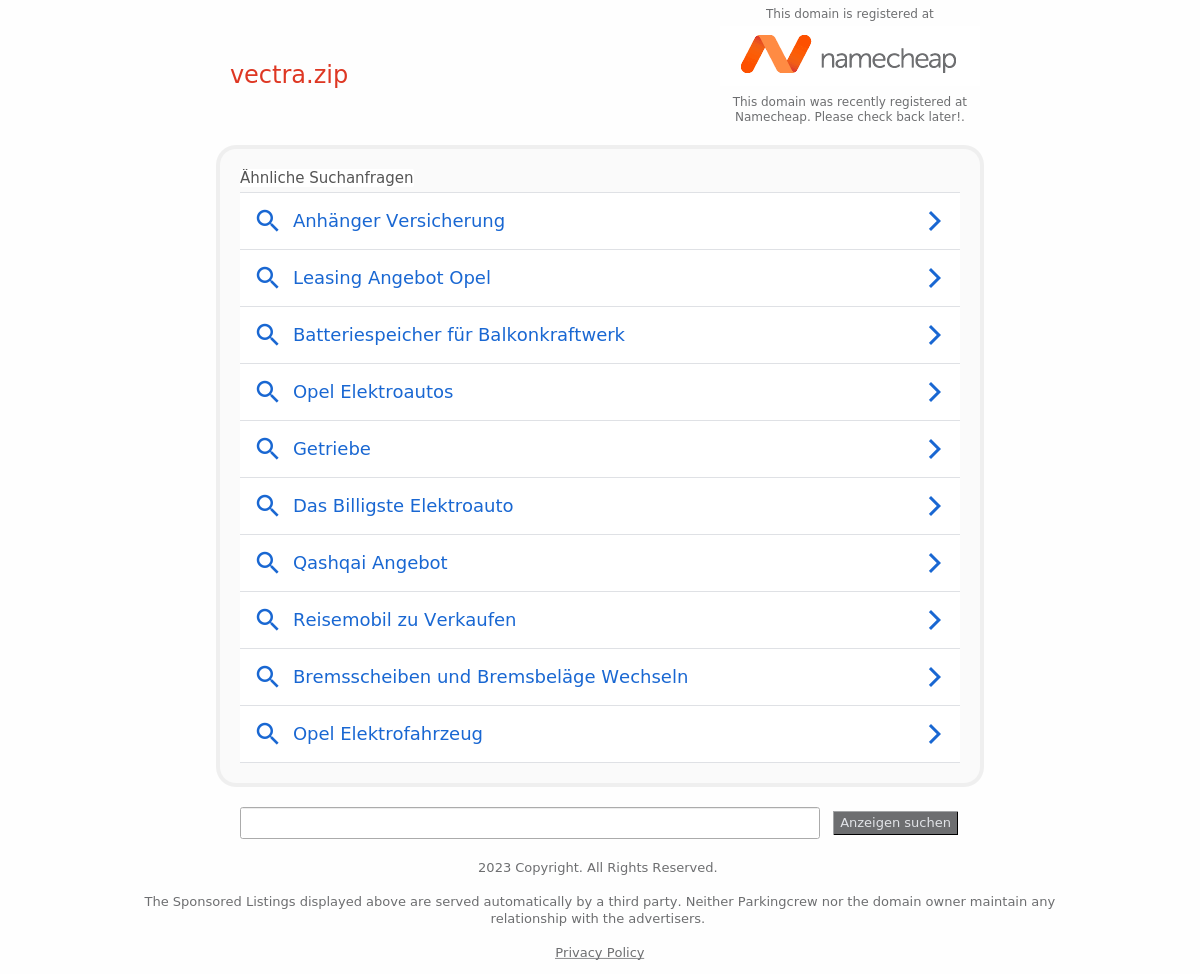 This domain is registered at
namecheap
vectra.zip
This domain was recently registered at
Namecheap. Please check back later!.
Ähnliche Suchanfragen
Anhänger Versicherung
Leasing Angebot Opel
Batteriespeicher für Balkonkraftwerk
Opel Elektroautos
Getriebe
Das Billigste Elektroauto
Qashqai Angebot
Reisemobil zu Verkaufen
Bremsscheiben und Bremsbeläge Wechseln
Opel Elektrofahrzeug
Anzeigen suchen
2023 Copyright. All Rights Reserved.
The Sponsored Listings displayed above are served automatically by a third party. Neither Parkingcrew nor the domain owner maintain any
relationship with the advertisers.
Privacy Policy